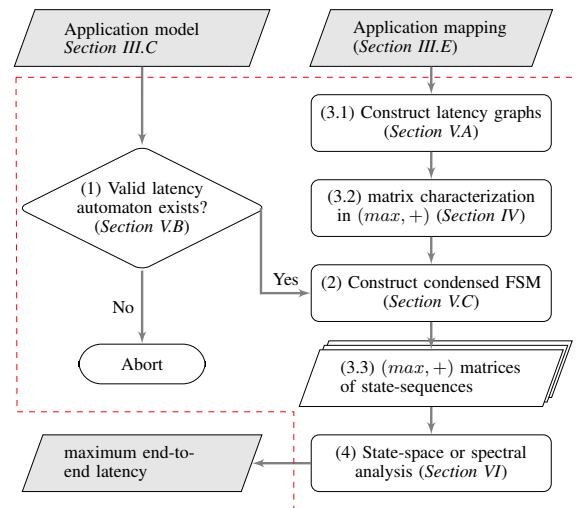 Application model
Section III.C
Application mapping
(Section III.E)
(3.1) Construct latency graphs
(Section V.A)
(1) Valid latency
automaton exists?
(Section V.B)
(3.2) matrix characterization
in (max, +) (Section IV)
Yes
(2) Construct condensed FSM
(Section V.C)
No
Abort
(3.3) (max, +) matrices
of state-sequences
maximum end-to-
end latency
(4) State-space or spectral
analysis (Section VI)